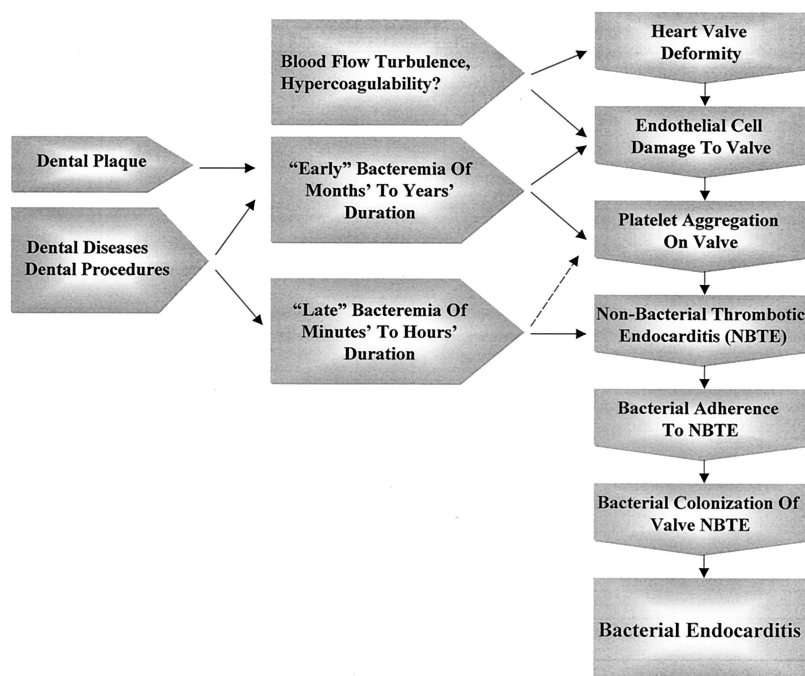 Heart Valve
Deformity
Blood Flow Turbulence,
Hypercoagulability?
Endothelial Cell
Damage To Valve
Dental Plaque
“Early” Bacteremia Of
Months’ To Years’
Duration
Platelet Aggregation
On Valve
Dental Diseases
Dental Procedures
“Late” Bacteremia Of
Minutes’ To Hours’
Duration
Non-Bacterial Thrombotic
Endocarditis (NBTE)
Bacterial Adherence
To NBTE
Bacterial Colonization Of
Valve NBTE
Bacterial Endocarditis